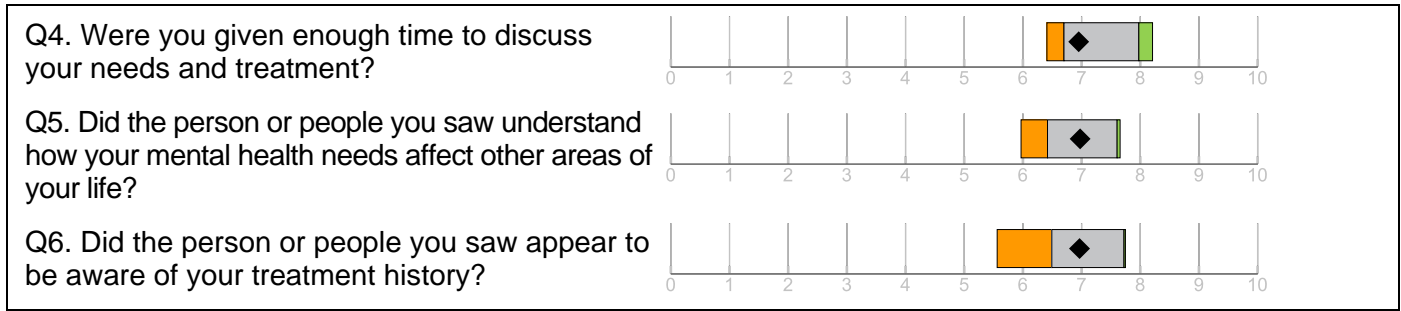 Q4. Were you given enough time to discuss
your needs and treatment?
0 1 2 3 4 5 6 7 8 9 10
Q5. Did the person or people you saw understand
how your mental health needs affect other areas of
your life?
0 1 2 3 4 5 6 7 8 9 10
Q6. Did the person or people you saw appear to
be aware of your treatment history?
0 1 2 3 4 5 6 7 8 9 10